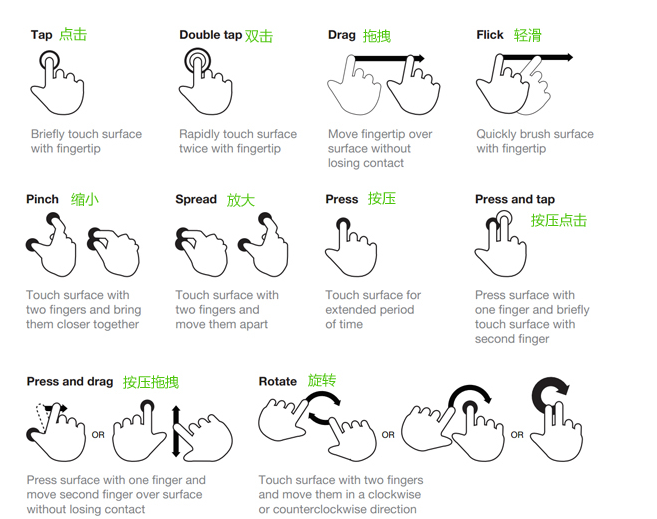 Tap 点击
Double tap 双击
Drag 拖拽
Flick 轻滑
Briefly touch surface
with fingertip
Rapidly touch surface
twice with fingertip
Move fingertip over
surface without
losing contact
Quickly brush surface
with fingertip
Pinch 缩小
Spread 放大
Press 按压
Press and tap
按压点击
Touch surface with
two fingers and bring
them closer together
Touch surface with
two fingers and
move them apart
Touch surface for
extended period
of time
Press surface with
one finger and briefly
touch surface with
second finger
Press and drag 按压拖拽
Rotate 旋转
OR
OR
OR
Press surface with one finger and
move second finger over surface
without losing contact
Touch surface with two fingers
and move them in a clockwise
or counterclockwise direction